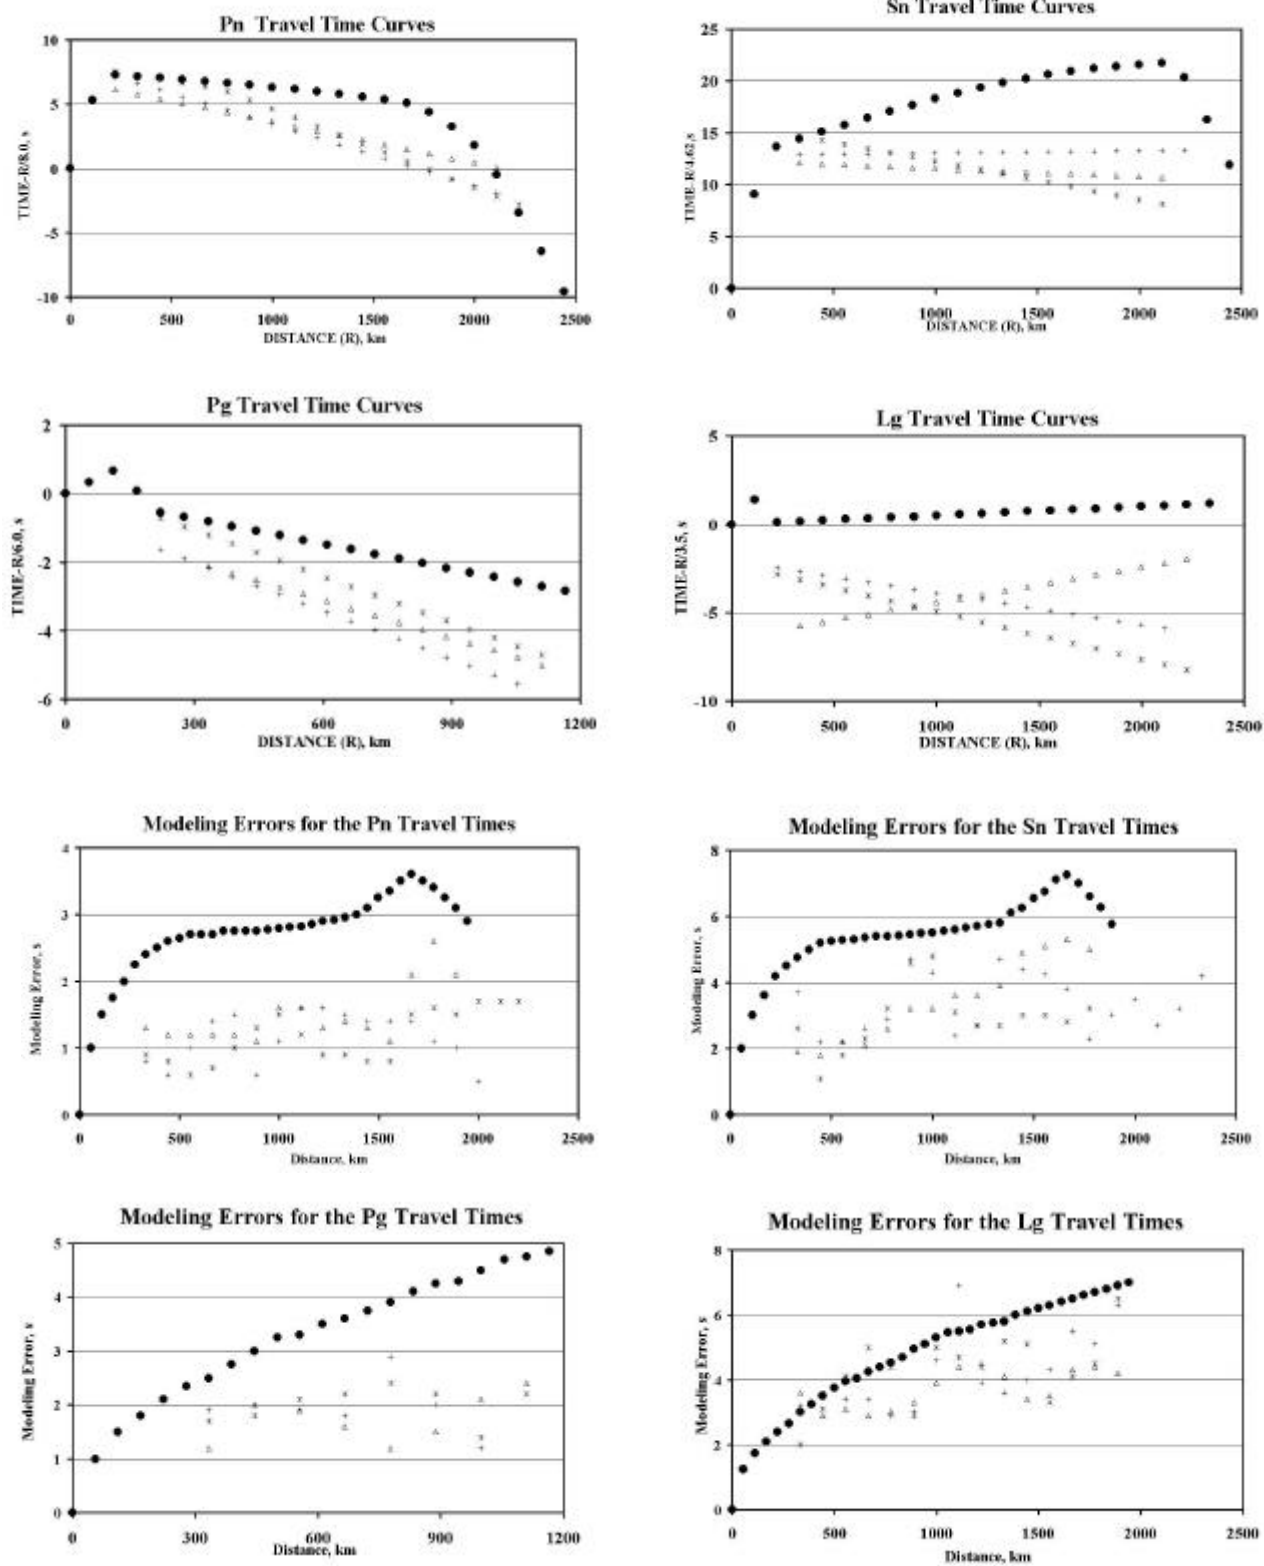 Pn Travel Time Curves
10
5
0
-5
-10
TIME-R/8.0, s
0 500 1000 1500 2000 2500
DISTANCE (R), km
Sn Travel Time Curves
25
20
15
10
5
0
TIME-R/4.62,s
0 500 1000 1500 2000 2500
DISTANCE (R), km
Pg Travel Time Curves
2
0
-2
-4
-6
TIME-R/6.0, s
0 300 600 900 1200
DISTANCE (R), km
Lg Travel Time Curves
5
0
-5
-10
TIME-R/3.5, s
0 500 1000 1500 2000 2500
DISTANCE (R), km
Modeling Errors for the Pn Travel Times
4
3
2
1
0
Modeling Error, s
0 500 1000 1500 2000 2500
Distance, km
Modeling Errors for the Sn Travel Times
8
6
4
2
0
Modeling Error, s
0 500 1000 1500 2000 2500
Distance, km
Modeling Errors for the Pg Travel Times
5
4
3
2
1
0
Modeling Error, s
0 300 600 900 1200
Distance, km
Modeling Errors for the Lg Travel Times
8
6
4
2
0
Modeling Error, s
0 500 1000 1500 2000 2500
Distance, km